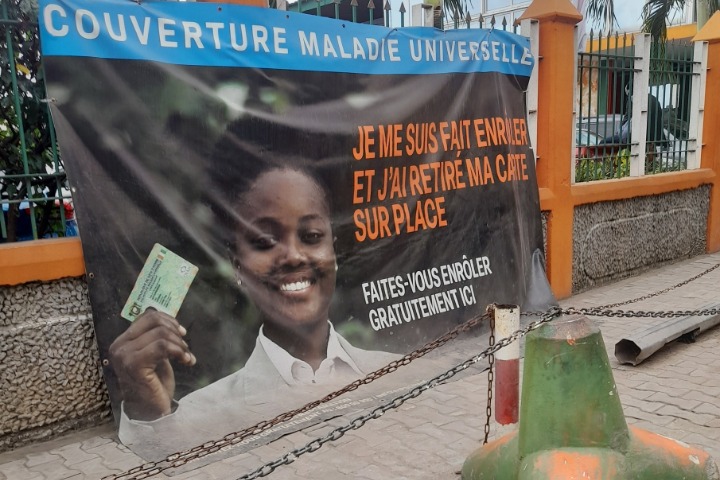 COUVERTURE MALADIE UNIVERSELLE
JE ME SUIS FAIT ENRÔLER
ET J'AI RETIRÉ MA CARTE
SUR PLACE
FAITES-VOUS ENRÔLER
GRATUITEMENT ICI